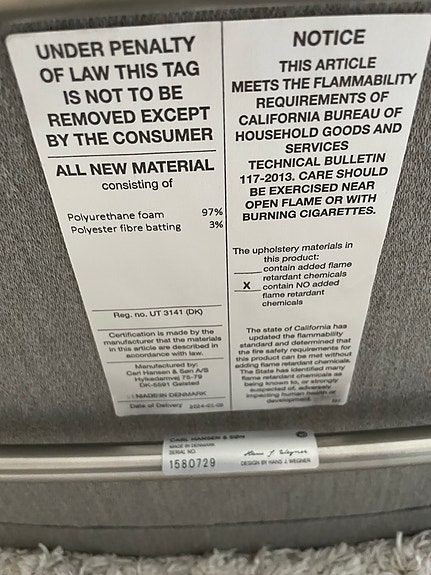 UNDER PENALTY
OF LAW THIS TAG
IS NOT TO BE
REMOVED EXCEPT
BY THE CONSUMER
ALL NEW MATERIAL
consisting of
Polyurethane foam 97%
Polyester fibre batting 3%
Reg. no. UT 3141 (DK)
Certification is made by the
manufacturer that the materials
in this article are described in
accordance with law.
Manufactured by:
Carl Hansen & Søn A/S
Hylkedamvej 77-79
DK-5591 Gelsted
MADE IN DENMARK
Date of Delivery
NOTICE
THIS ARTICLE
MEETS THE FLAMMABILITY
REQUIREMENTS OF
CALIFORNIA BUREAU OF
HOUSEHOLD GOODS AND
SERVICES
TECHNICAL BULLETIN
117-2013. CARE SHOULD
BE EXERCISED NEAR
OPEN FLAME OR WITH
BURNING CIGARETTES.
The upholstery materials in
this product:
contain added flame
retardant chemicals
X contain NO added
flame retardant
chemicals
The state of California has
updated the flammability
standard and determined that
the fire safety requirements for
this product can be met without
adding flame retardant chemicals.
The State has identified many
flame retardant chemicals as
being known to, or strongly
suspected of, adversely
impacting human health or
development
CARL HANSEN & SØN
MADE IN DENMARK
SERIAL NO.
1580729
Hans J. Wegner
DESIGN BY HANS J. WEGNER